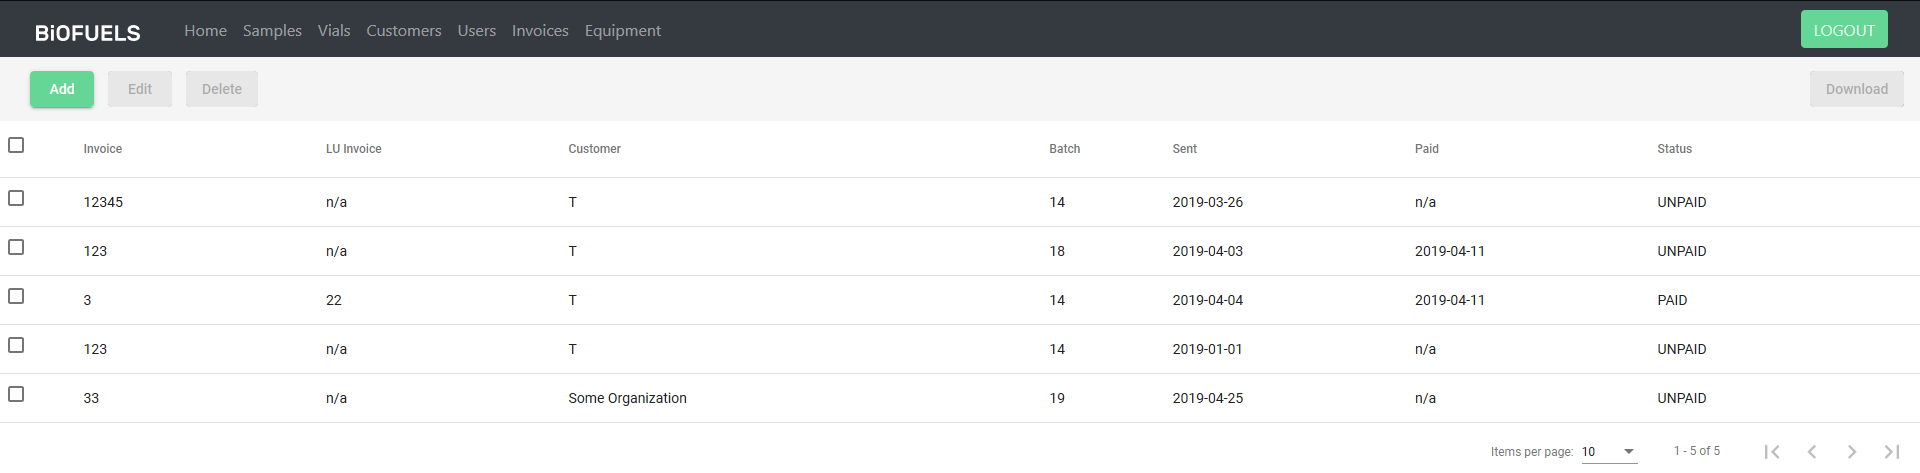 BiOFUELS Home Samples Vials Customers Users Invoices Equipment LOGOUT
Add Edit Delete Download
Invoice LU Invoice Customer Batch Sent Paid Status
12345 n/a T 14 2019-03-26 n/a UNPAID
123 n/a T 18 2019-04-03 2019-04-11 UNPAID
3 22 T 14 2019-04-04 2019-04-11 PAID
123 n/a T 14 2019-01-01 n/a UNPAID
33 n/a Some Organization 19 2019-04-25 n/a UNPAID
Items per page: 10 1 - 5 of 5